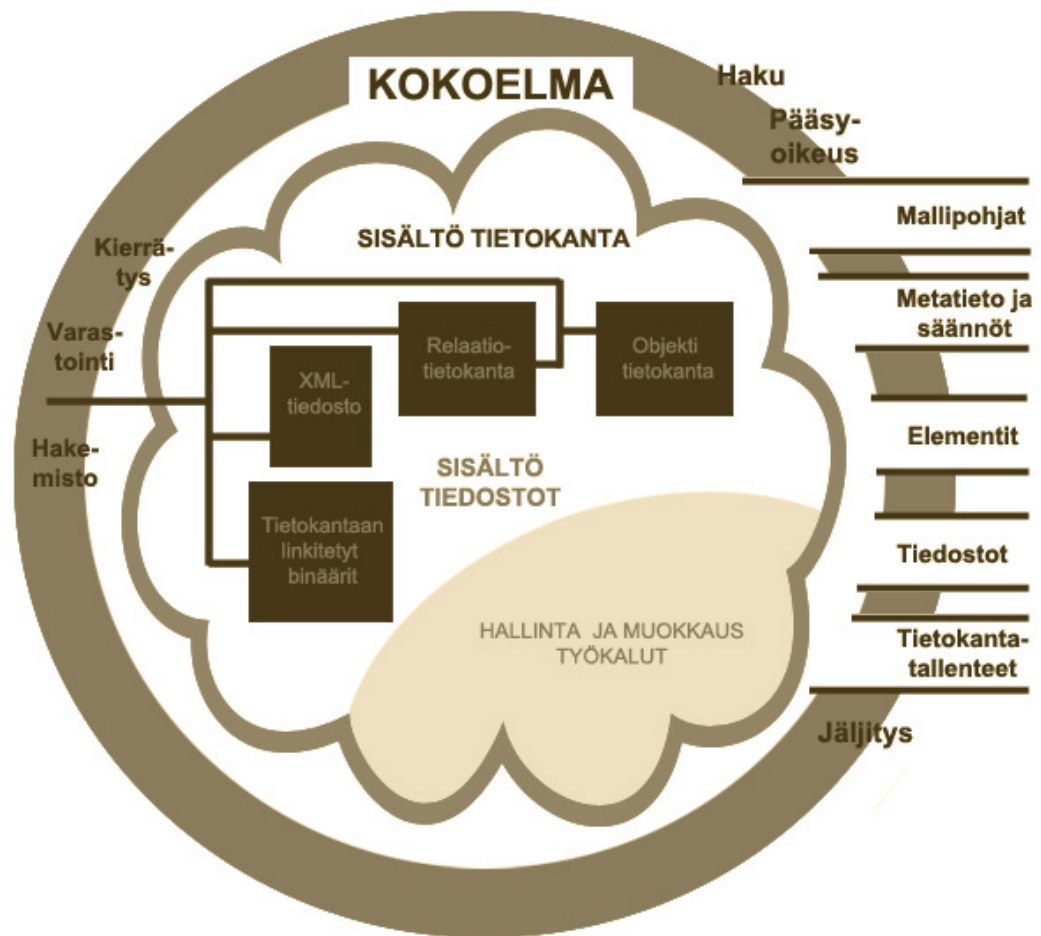 KOKOELMA
Haku
Pääsy-
oikeus
Mallipohjat
Metatieto ja
säännöt
Elementit
Tiedostot
Tietokanta-
tallenteet
Jäljitys
Kierrä-
tys
Varas-
tointi
Hake-
misto
SISÄLTÖ TIETOKANTA
Relaatio-
tietokanta
Objekti
tietokanta
XML-
tiedosto
SISÄLTÖ
TIEDOSTOT
Tietokantaan
linkitetyt
binäärit
HALLINTA JA MUOKKAUS
TYÖKALUT